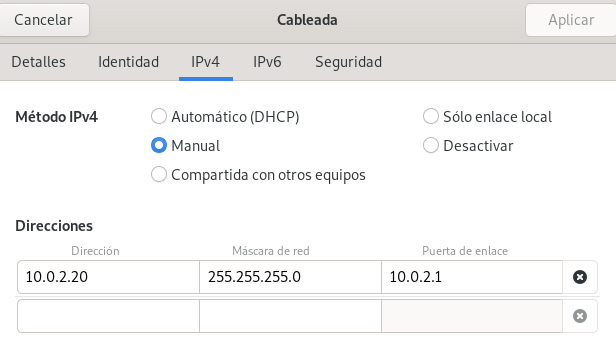 Cancelar Cableada Aplicar
Detalles Identidad IPv4 IPv6 Seguridad
Método IPv4 Automático (DHCP) Sólo enlace local
Manual Desactivar
Compartida con otros equipos
Direcciones
Dirección Máscara de red Puerta de enlace
10.0.2.20 255.255.255.0 10.0.2.1